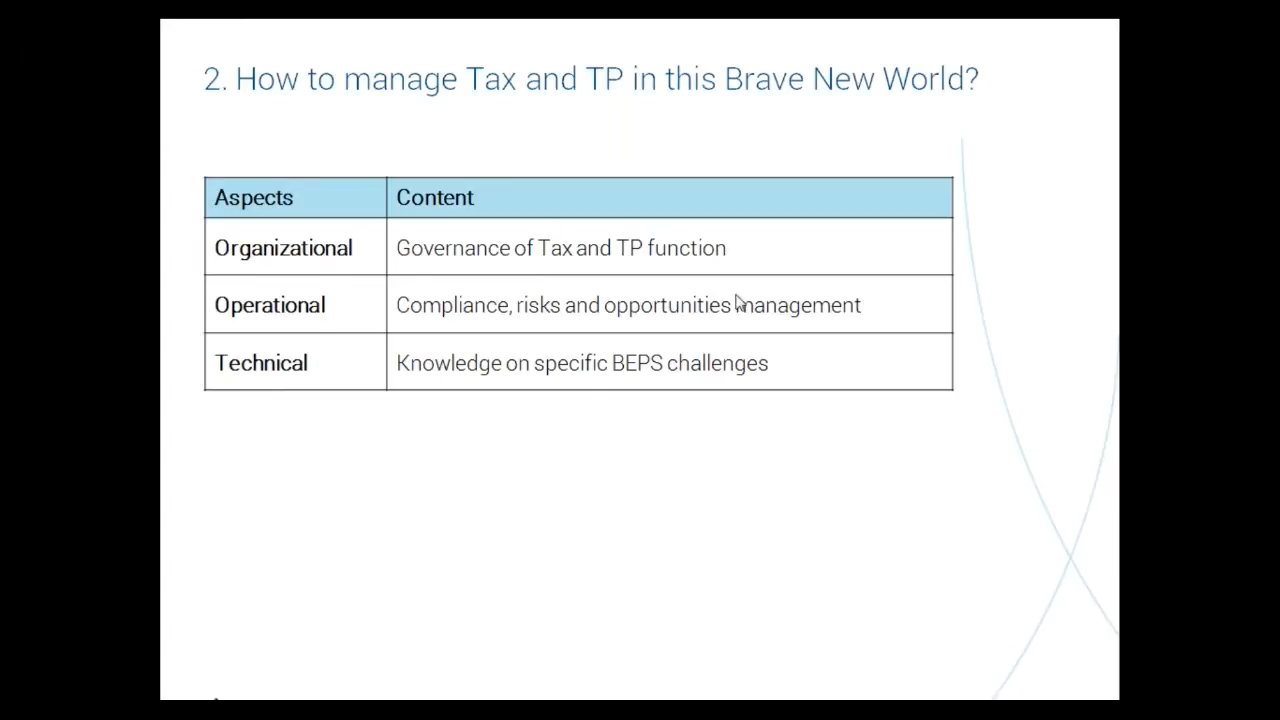 2. How to manage Tax and TP in this Brave New World?
Aspects Content
Organizational Governance of Tax and TP function
Operational Compliance, risks and opportunities management
Technical Knowledge on specific BEPS challenges